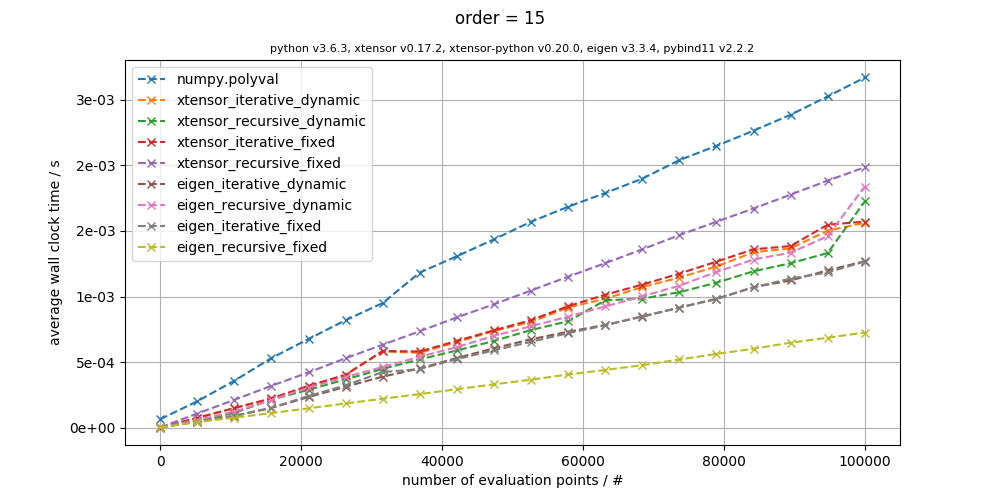 order = 15
python v3.6.3, xtensor v0.17.2, xtensor-python v0.20.0, eigen v3.3.4, pybind11 v2.2.2
numpy.polyval
xtensor_iterative_dynamic
xtensor_recursive_dynamic
xtensor_iterative_fixed
xtensor_recursive_fixed
eigen_iterative_dynamic
eigen_recursive_dynamic
eigen_iterative_fixed
eigen_recursive_fixed
average wall clock time / s
3e-03
2e-03
2e-03
1e-03
5e-04
0e+00
0 20000 40000 60000 80000 100000
number of evaluation points / #